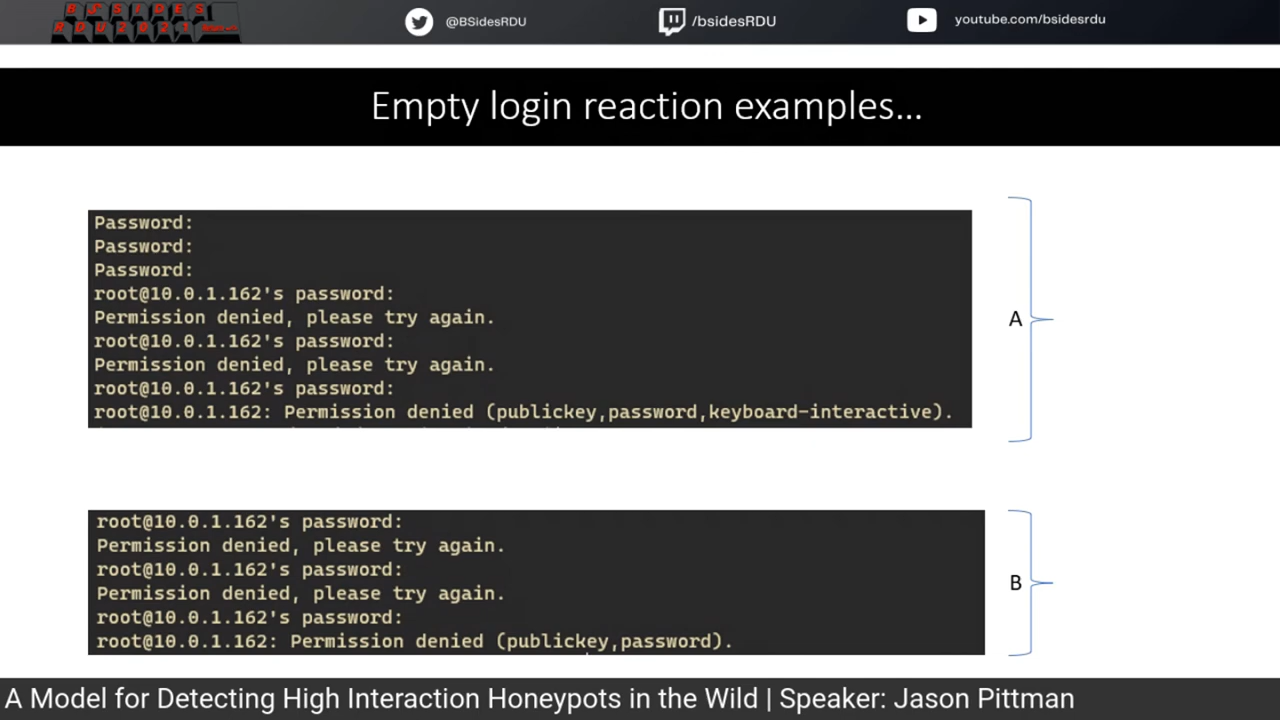 BSIDES
RDU2021
@BSidesRDU
/bsidesRDU
youtube.com/bsidesrdu
Empty login reaction examples…
Password:
Password:
Password:
root@10.0.1.162's password:
Permission denied, please try again.
root@10.0.1.162's password:
Permission denied, please try again.
root@10.0.1.162's password:
root@10.0.1.162: Permission denied (publickey,password,keyboard-interactive).
A
root@10.0.1.162's password:
Permission denied, please try again.
root@10.0.1.162's password:
Permission denied, please try again.
root@10.0.1.162's password:
root@10.0.1.162: Permission denied (publickey,password).
B
A Model for Detecting High Interaction Honeypots in the Wild | Speaker: Jason Pittman